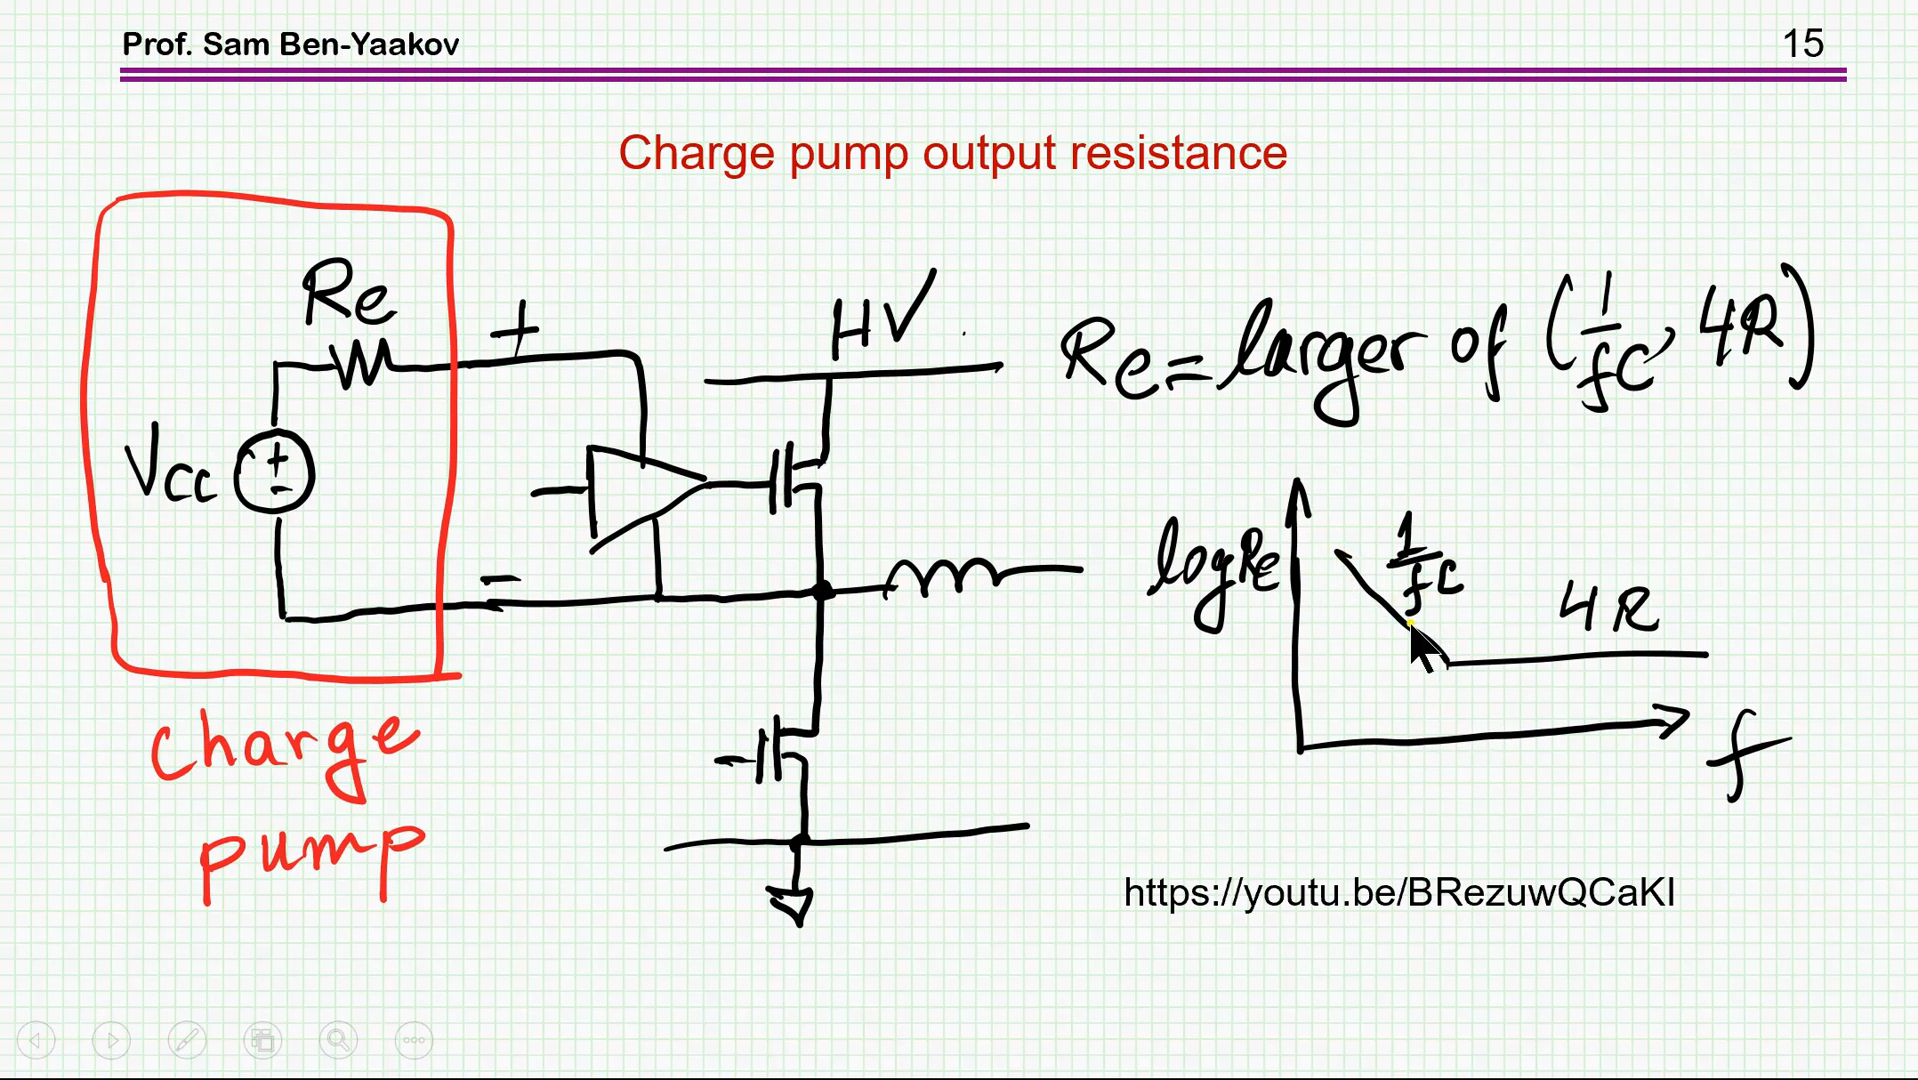 Prof. Sam Ben-Yaakov
15
Charge pump output resistance
Re
+
HV
Re = larger of (1/fC, 4R)
Vcc
+
-
-
log Re
1/fC
4R
f
charge
pump
https://youtu.be/BRezuwQCaKI